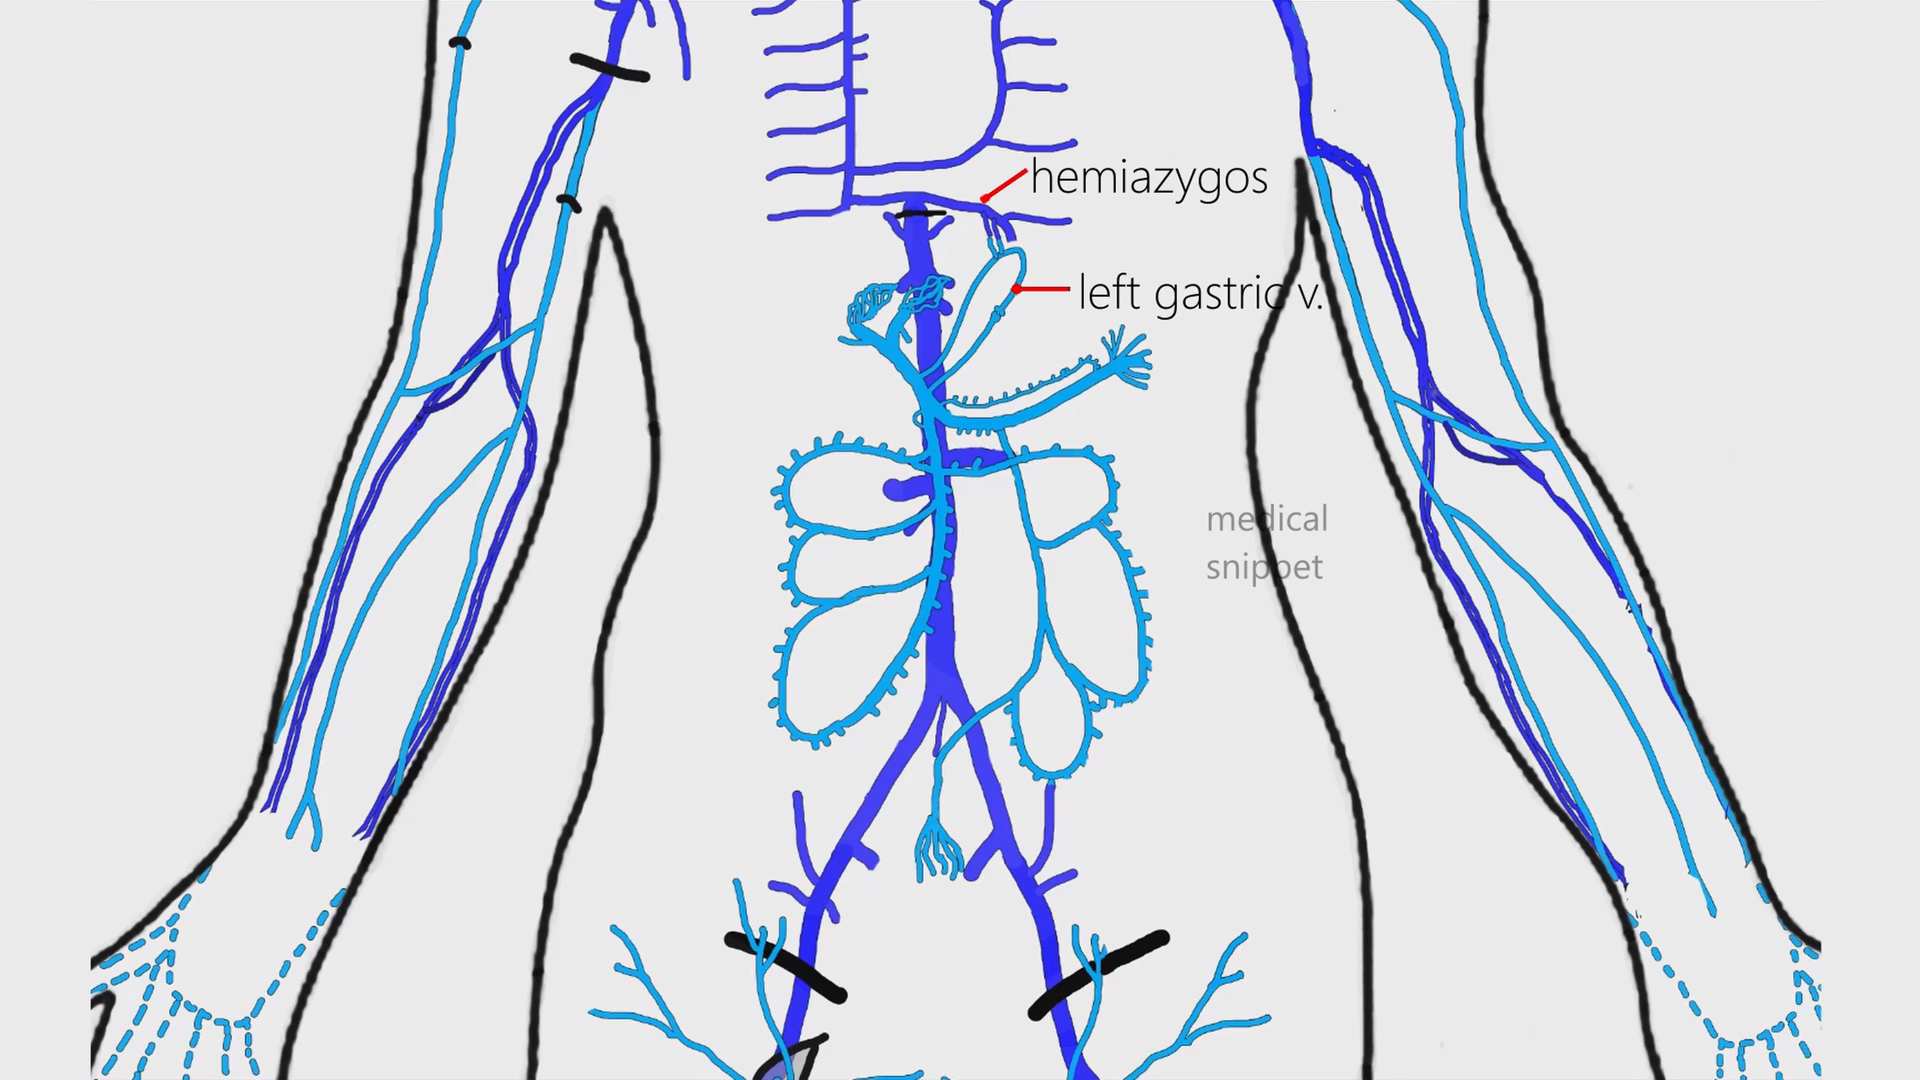 hemiazygos
left gastric v.
medical
snippet